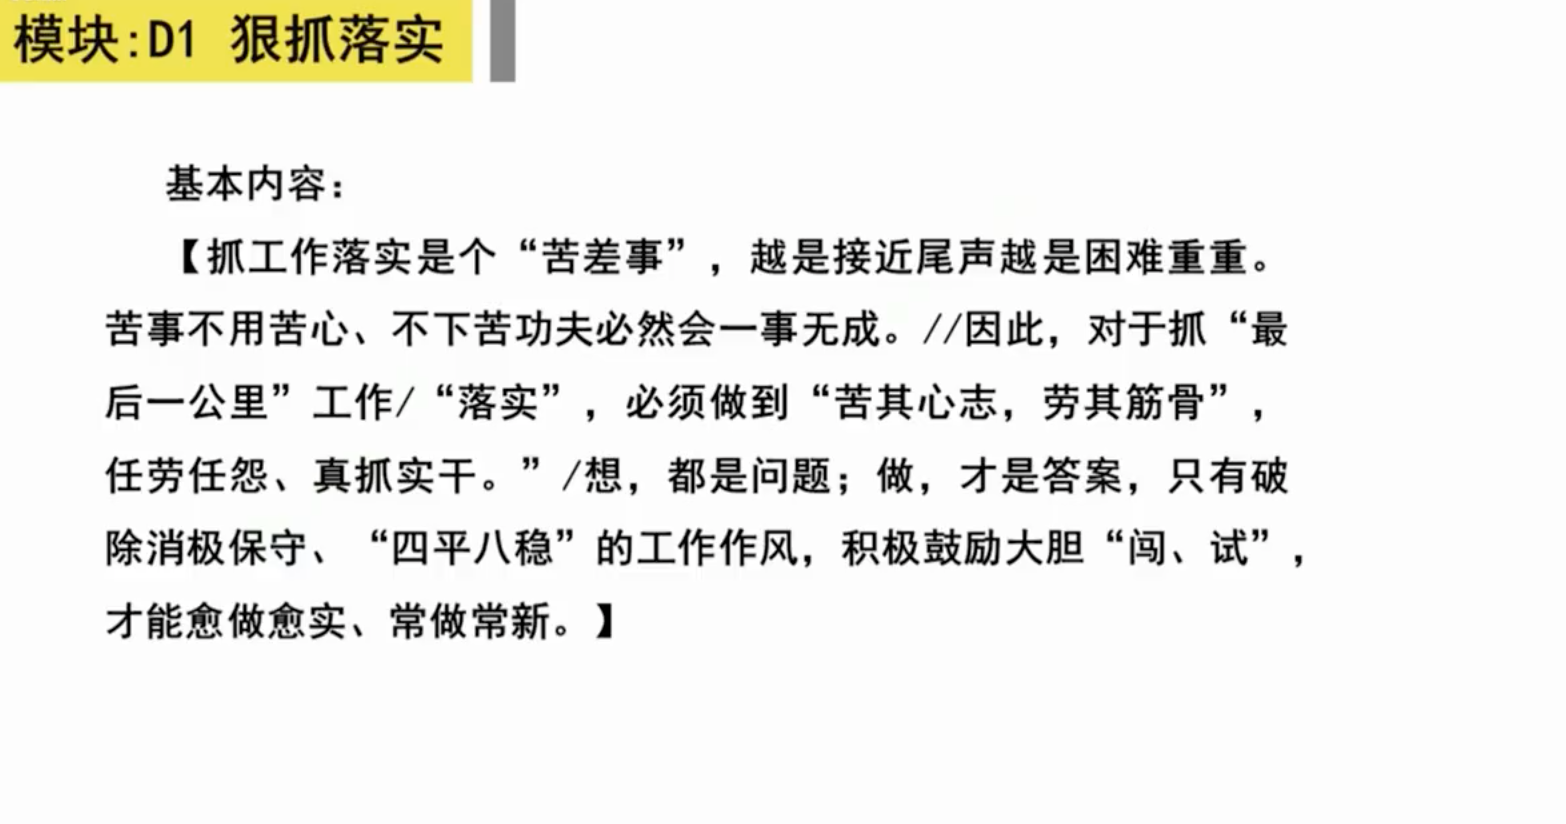 模块:D1 狠抓落实
基本内容：
【抓工作落实是个“苦差事”，越是接近尾声越是困难重重。
苦事不用苦心、不下苦功夫必然会一事无成。//因此，对于抓“最
后一公里”工作/“落实”，必须做到“苦其心志，劳其筋骨”，
任劳任怨、真抓实干。”/想，都是问题；做，才是答案，只有破
除消极保守、“四平八稳”的工作作风，积极鼓励大胆“闯、试”，
才能愈做愈实、常做常新。】